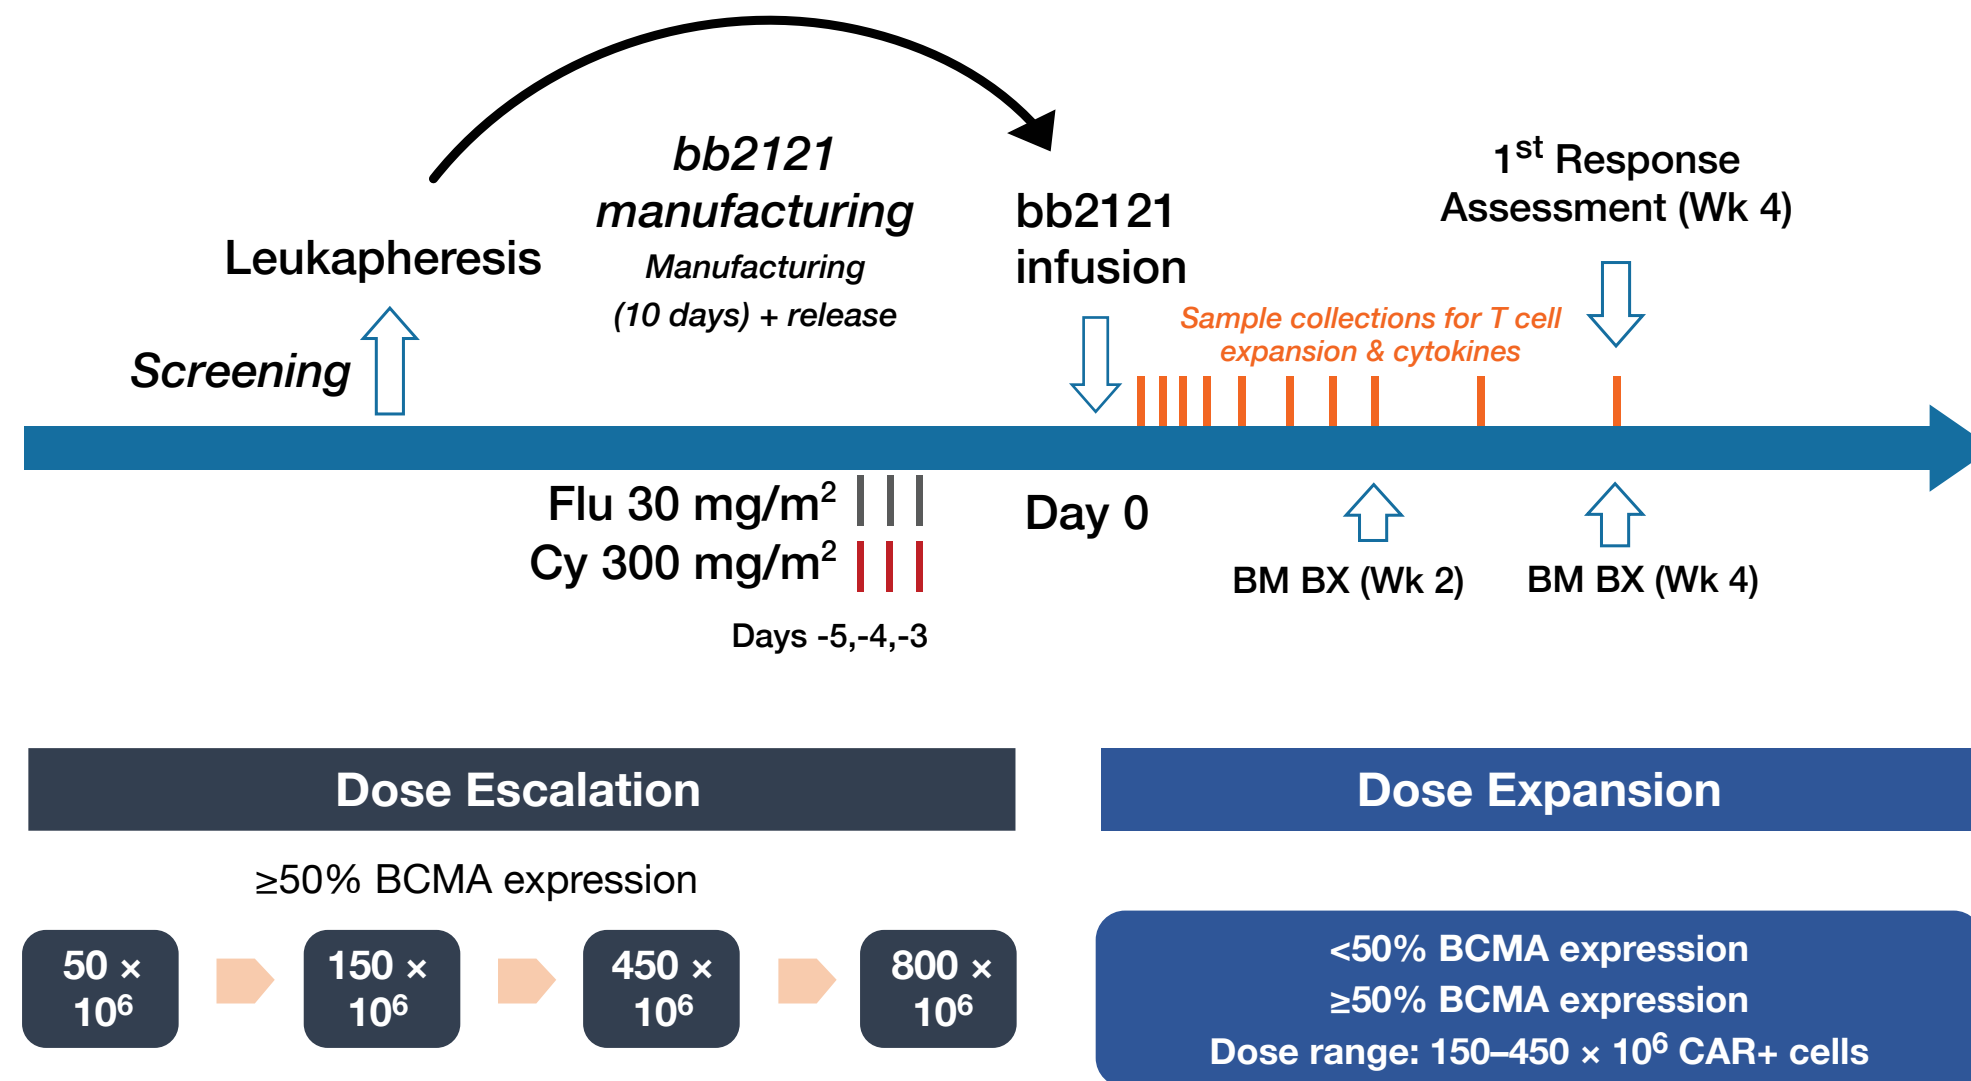 bb2121
manufacturing
Manufacturing
(10 days) + release
Leukapheresis
Screening
bb2121
infusion
1st Response
Assessment (Wk 4)
Sample collections for T cell
expansion & cytokines
Flu 30 mg/m²
Cy 300 mg/m²
Days -5,-4,-3
Day 0
BM BX (Wk 2)
BM BX (Wk 4)
Dose Escalation
≥50% BCMA expression
50 ×
10⁶
150 ×
10⁶
450 ×
10⁶
800 ×
10⁶
Dose Expansion
<50% BCMA expression
≥50% BCMA expression
Dose range: 150–450 × 10⁶ CAR+ cells